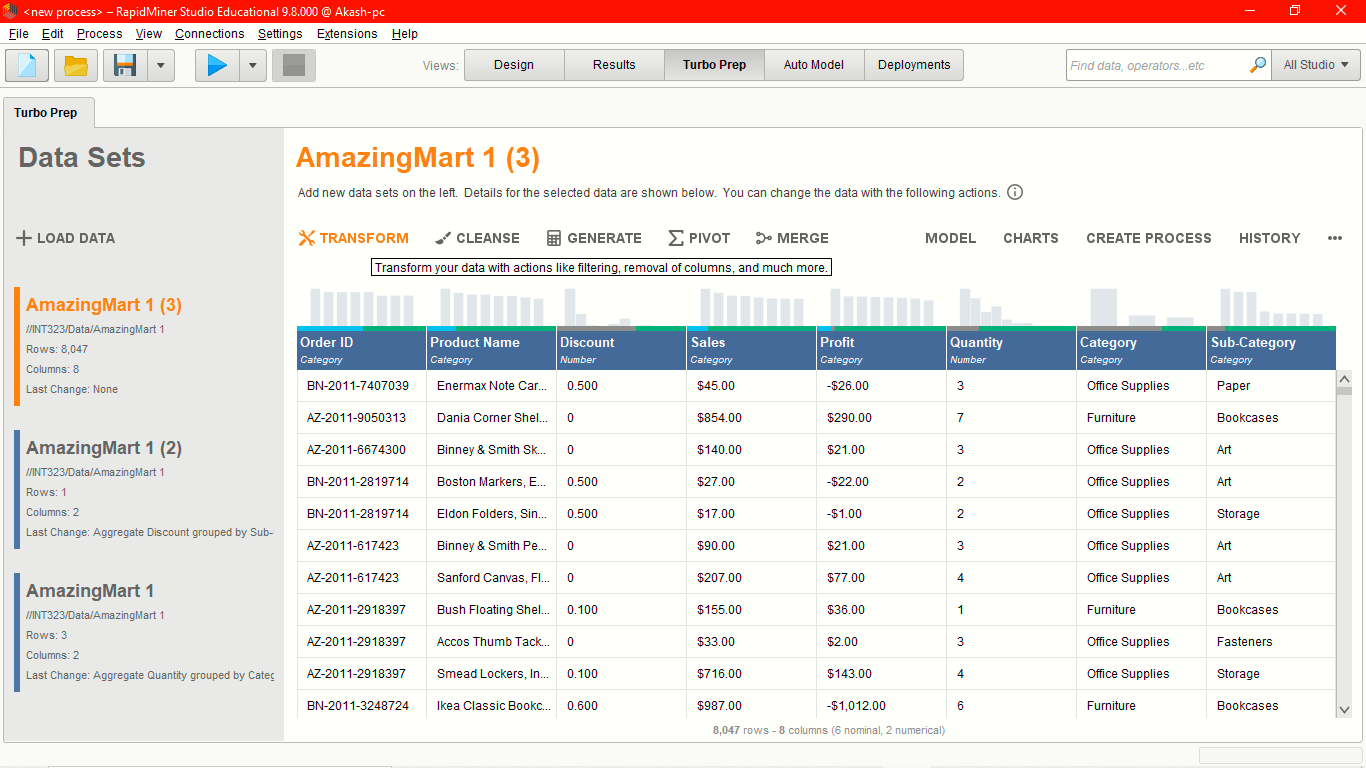 <new process> – RapidMiner Studio Educational 9.8.000 @ Akash-pc
File Edit Process View Connections Settings Extensions Help
Views: Design Results Turbo Prep Auto Model Deployments Find data, operators...etc All Studio
Turbo Prep
Data Sets
LOAD DATA
AmazingMart 1 (3)
//INT323/Data/AmazingMart 1
Rows: 8,047
Columns: 8
Last Change: None
AmazingMart 1 (2)
//INT323/Data/AmazingMart 1
Rows: 1
Columns: 2
Last Change: Aggregate Discount grouped by Sub-
AmazingMart 1
//INT323/Data/AmazingMart 1
Rows: 3
Columns: 2
Last Change: Aggregate Quantity grouped by Categ
AmazingMart 1 (3)
Add new data sets on the left. Details for the selected data are shown below. You can change the data with the following actions.
TRANSFORM CLEANSE GENERATE PIVOT MERGE MODEL CHARTS CREATE PROCESS HISTORY
Transform your data with actions like filtering, removal of columns, and much more.
Order ID Product Name Discount Sales Profit Quantity Category Sub-Category
Category Category Number Category Category Number Category Category
BN-2011-7407039 Enermax Note Car... 0.500 $45.00 -$26.00 3 Office Supplies Paper
AZ-2011-9050313 Dania Corner Shel... 0 $854.00 $290.00 7 Furniture Bookcases
AZ-2011-6674300 Binney & Smith Sk... 0 $140.00 $21.00 3 Office Supplies Art
BN-2011-2819714 Boston Markers, E... 0.500 $27.00 -$22.00 2 Office Supplies Art
BN-2011-2819714 Eldon Folders, Sin... 0.500 $17.00 -$1.00 2 Office Supplies Storage
AZ-2011-617423 Binney & Smith Pe... 0 $90.00 $21.00 3 Office Supplies Art
AZ-2011-617423 Sanford Canvas, Fl... 0 $207.00 $77.00 4 Office Supplies Art
AZ-2011-2918397 Bush Floating Shel... 0.100 $155.00 $36.00 1 Furniture Bookcases
AZ-2011-2918397 Accos Thumb Tack... 0 $33.00 $2.00 3 Office Supplies Fasteners
AZ-2011-2918397 Smead Lockers, In... 0.100 $716.00 $143.00 4 Office Supplies Storage
BN-2011-3248724 Ikea Classic Bookc... 0.600 $987.00 -$1,012.00 6 Furniture Bookcases
8,047 rows - 8 columns (6 nominal, 2 numerical)